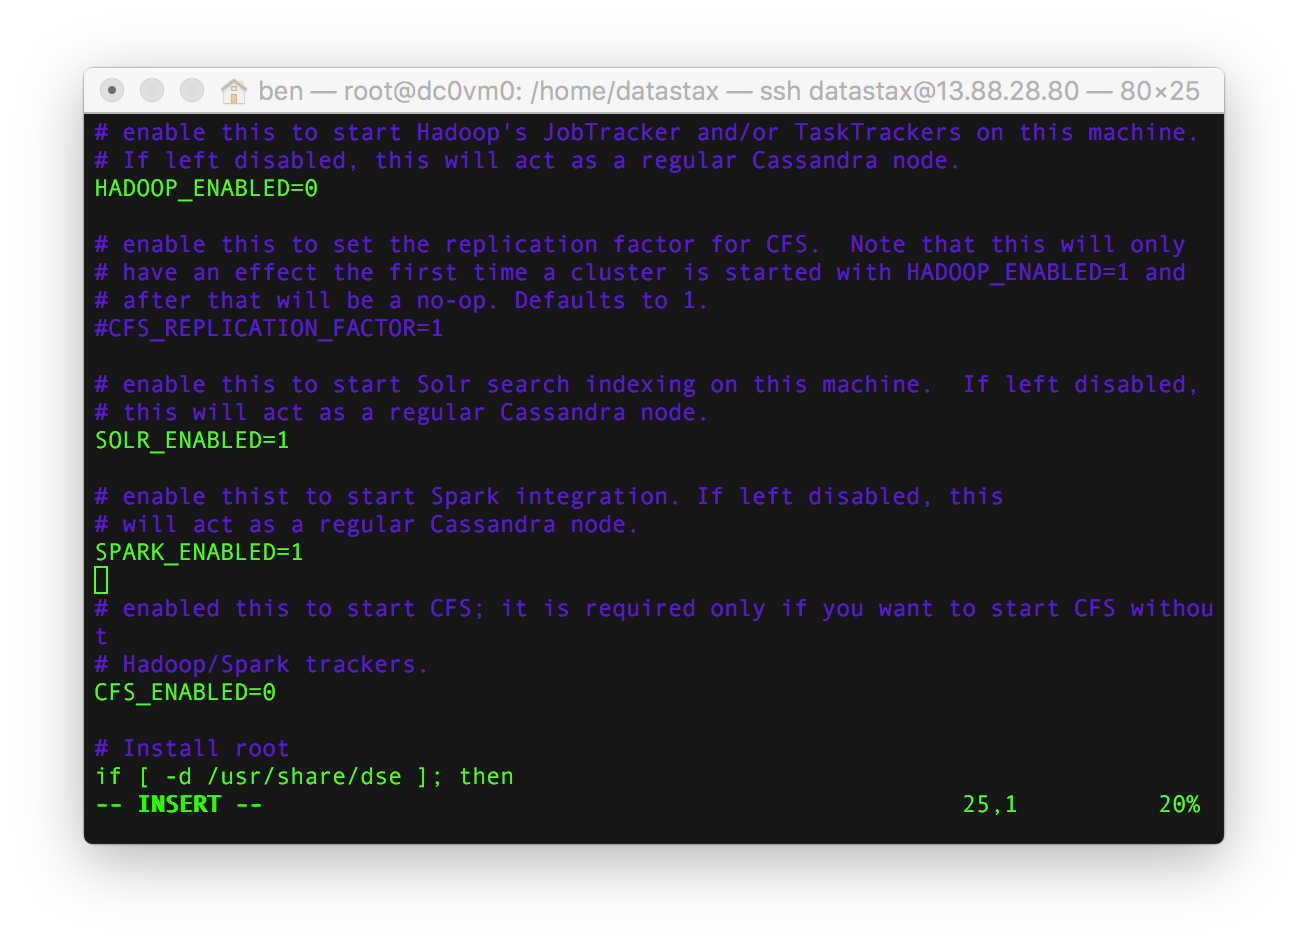 ben — root@dc0vm0: /home/datastax — ssh datastax@13.88.28.80 — 80×25
# enable this to start Hadoop's JobTracker and/or TaskTrackers on this machine.
# If left disabled, this will act as a regular Cassandra node.
HADOOP_ENABLED=0
# enable this to set the replication factor for CFS.  Note that this will only
# have an effect the first time a cluster is started with HADOOP_ENABLED=1 and
# after that will be a no-op. Defaults to 1.
#CFS_REPLICATION_FACTOR=1
# enable this to start Solr search indexing on this machine.  If left disabled,
# this will act as a regular Cassandra node.
SOLR_ENABLED=1
# enable thist to start Spark integration. If left disabled, this
# will act as a regular Cassandra node.
SPARK_ENABLED=1
# enabled this to start CFS; it is required only if you want to start CFS withou
t
# Hadoop/Spark trackers.
CFS_ENABLED=0
# Install root
if [ -d /usr/share/dse ]; then
-- INSERT -- 25,1 20%